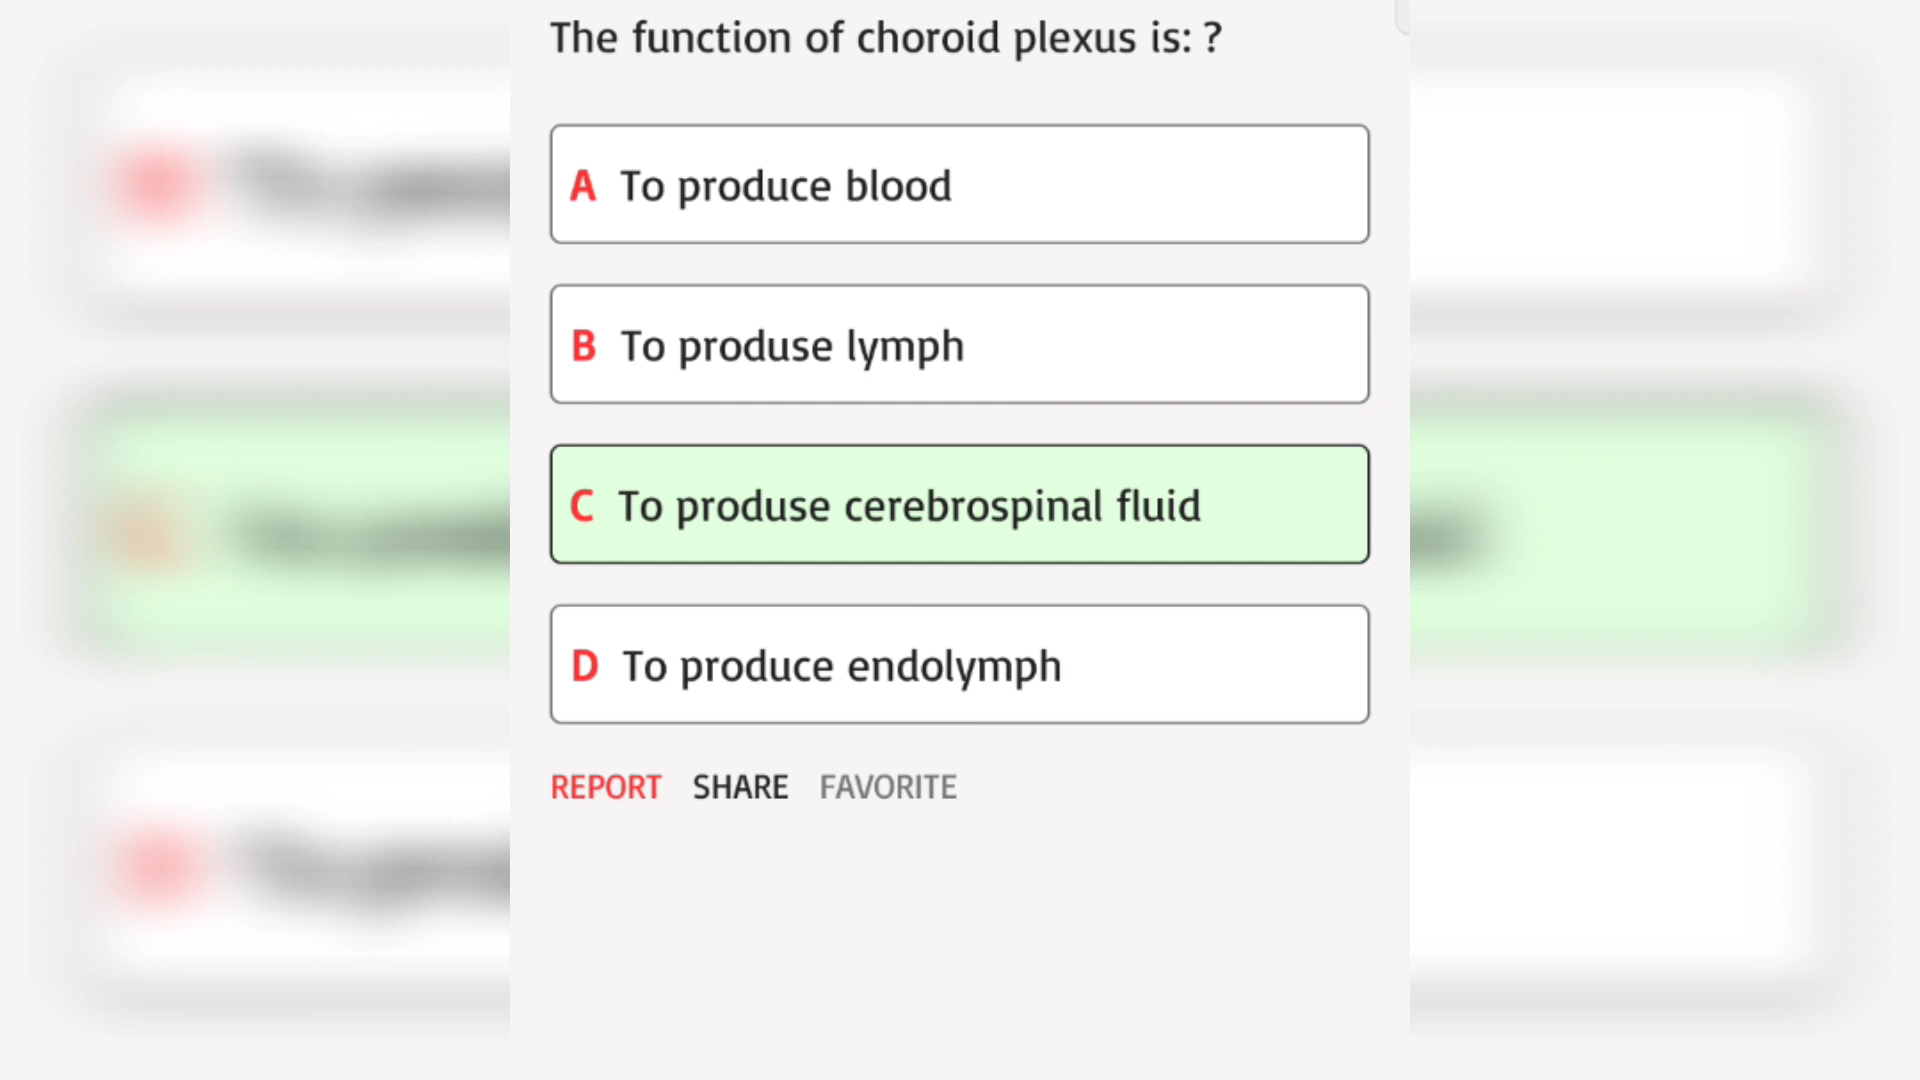 The function of choroid plexus is: ?
A To produce blood
B To produse lymph
C To produse cerebrospinal fluid
D To produce endolymph
REPORT SHARE FAVORITE